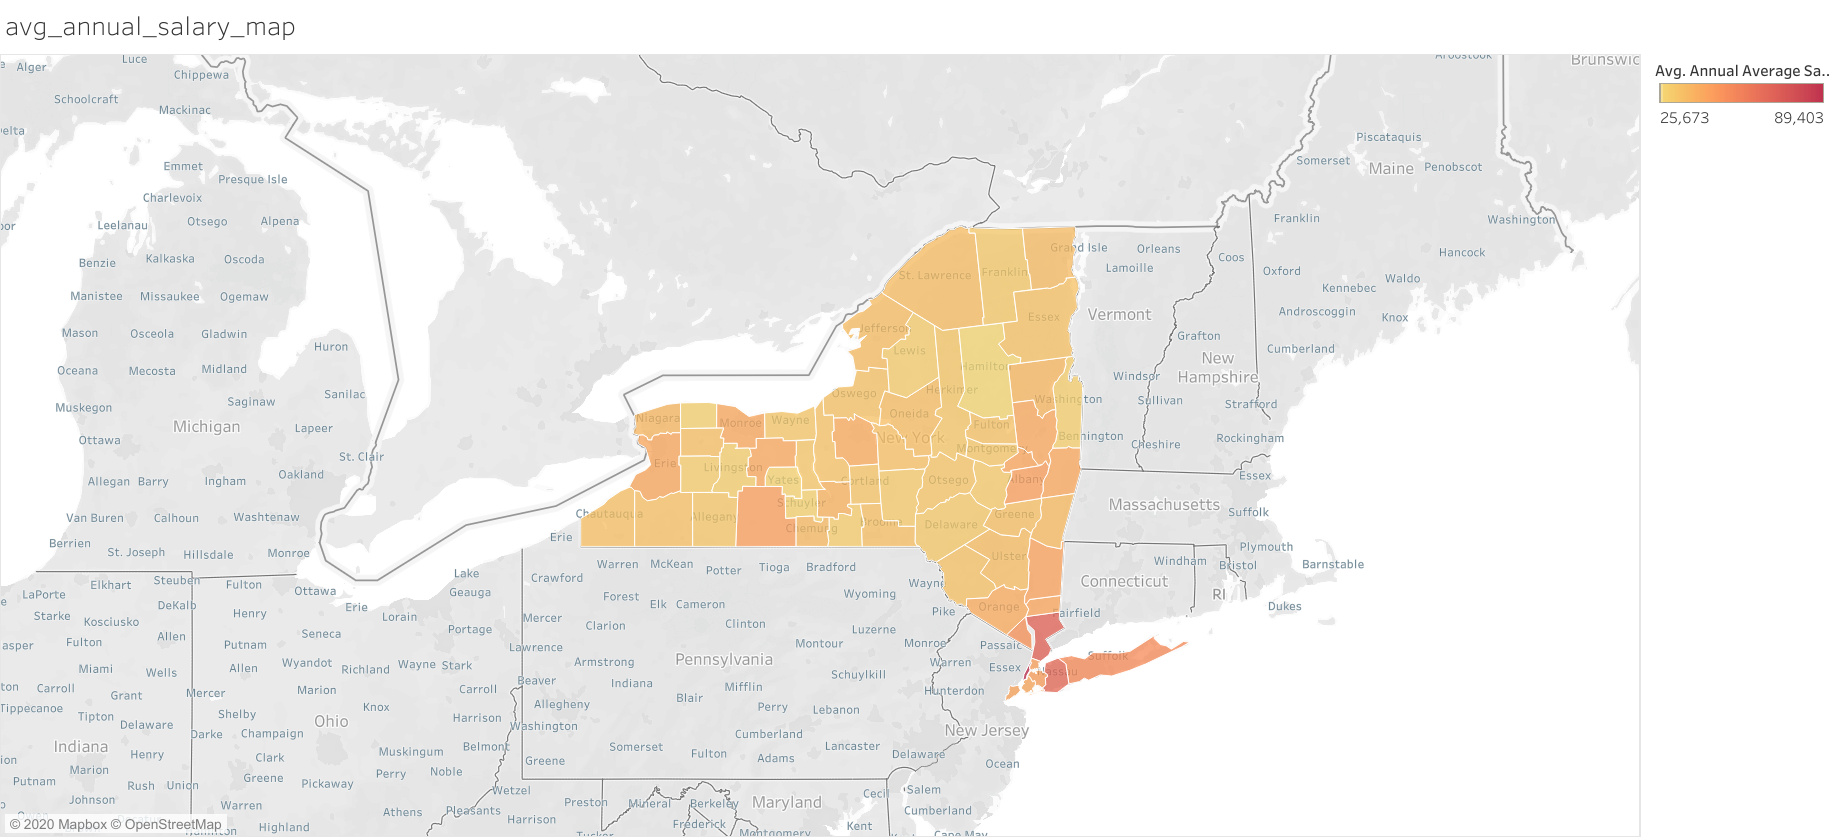 avg_annual_salary_map
Avg. Annual Average Sa..
25,673 89,403
Luce
Alger
Chippewa
Schoolcraft
Mackinac
Emmet
Presque Isle
Charlevoix
Leelanau
Otsego
Alpena
Benzie
Kalkaska
Oscoda
Manistee
Missaukee
Ogemaw
Mason
Osceola
Gladwin
Huron
Oceana
Mecosta
Midland
Sanilac
Saginaw
Muskegon
Michigan
Lapeer
Ottawa
St. Clair
Oakland
Allegan
Barry
Ingham
Van Buren
Calhoun
Washtenaw
Berrien
St. Joseph
Hillsdale
Monroe
LaPorte
Elkhart
Steuben
Fulton
Ottawa
Erie
Starke
Kosciusko
DeKalb
Henry
Lorain
Fulton
Allen
Putnam
Seneca
Portage
Miami
Wells
Allen
Wyandot
Richland
Wayne
Stark
Carroll
Grant
Mercer
Marion
Carroll
Tippecanoe
Tipton
Delaware
Shelby
Knox
Ohio
Harrison
Darke
Champaign
Indiana
Henry
Clark
Muskingum
Belmont
Marion
Greene
Perry
Noble
Putnam
Rush
Union
Pickaway
Johnson
Warren
Athens
Pleasants
Highland
Hamilton
© 2020 Mapbox © OpenStreetMap
Lake
Geauga
Erie
Crawford
Warren
McKean
Potter
Tioga
Bradford
Wayne
Forest
Elk
Cameron
Wyoming
Pike
Mercer
Clarion
Clinton
Luzerne
Monroe
Passaic
Lawrence
Armstrong
Pennsylvania
Montour
Warren
Essex
Beaver
Indiana
Mifflin
Schuylkill
Hunterdon
Allegheny
Blair
Perry
Lebanon
Washington
Cumberland
New Jersey
Greene
Somerset
Fulton
Adams
Lancaster
Delaware
Ocean
Wetzel
Preston
Mineral
Berkeley
Maryland
Cecil
Salem
Harrison
Frederick
Cumberland
Tucker
Montgomery
Kent
Cape May
St. Lawrence
Franklin
Grand Isle
Orleans
Lamoille
Jefferson
Essex
Vermont
Lewis
Hamilton
Oswego
Herkimer
Washington
Niagara
Monroe
Wayne
Oneida
Fulton
New York
Bennington
Erie
Livingston
Yates
Cortland
Otsego
Albany
Chautauqua
Allegany
Schuyler
Chemung
Broome
Delaware
Greene
Ulster
Orange
Fairfield
Nassau
Suffolk
Aroostook
Piscataquis
Somerset
Maine
Penobscot
Franklin
Washington
Coos
Oxford
Hancock
Waldo
Kennebec
Androscoggin
Knox
Grafton
New
Hampshire
Cumberland
Windsor
Sullivan
Strafford
Cheshire
Rockingham
Essex
Massachusetts
Suffolk
Plymouth
Windham
Bristol
Barnstable
Connecticut
RI
Dukes